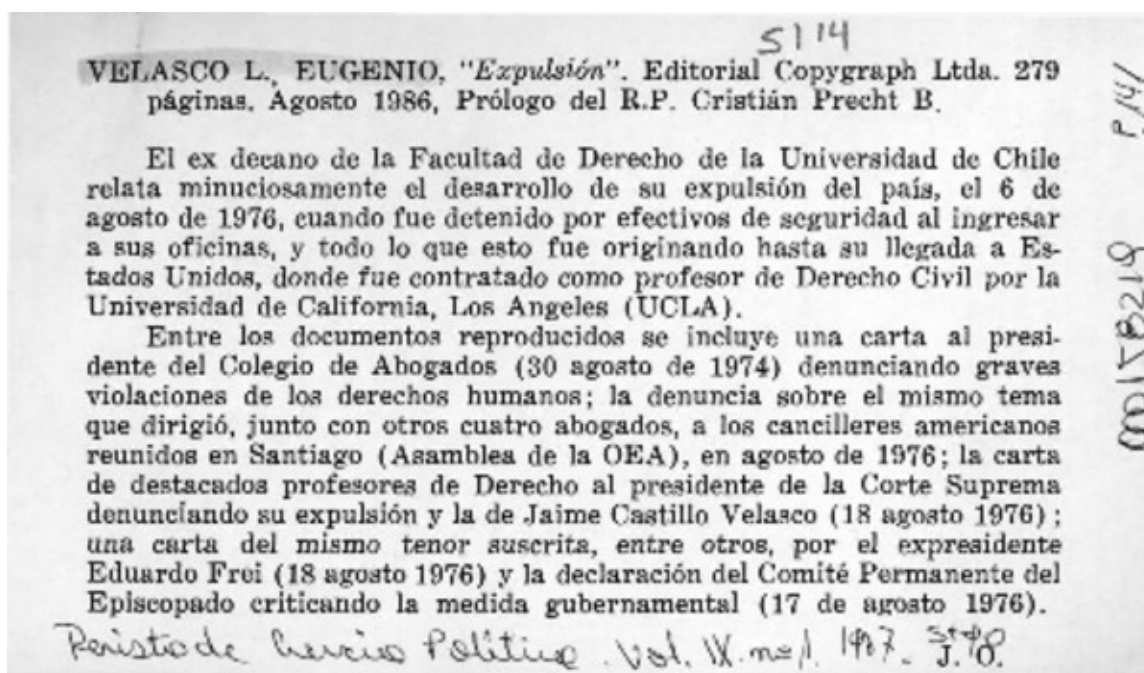 5114
VELASCO L., EUGENIO, "Expulsión". Editorial Copygraph Ltda. 279
páginas. Agosto 1986, Prólogo del R.P. Cristián Precht B.
El ex decano de la Facultad de Derecho de la Universidad de Chile
relata minuciosamente el desarrollo de su expulsión del país, el 6 de
agosto de 1976, cuando fue detenido por efectivos de seguridad al ingresar
a sus oficinas, y todo lo que esto fue originando hasta su llegada a Es-
tados Unidos, donde fue contratado como profesor de Derecho Civil por la
Universidad de California, Los Angeles (UCLA).
Entre los documentos reproducidos se incluye una carta al presi-
dente del Colegio de Abogados (30 agosto de 1974) denunciando graves
violaciones de los derechos humanos; la denuncia sobre el mismo tema
que dirigió, junto con otros cuatro abogados, a los cancilleres americanos
reunidos en Santiago (Asamblea de la OEA), en agosto de 1976; la carta
de destacados profesores de Derecho al presidente de la Corte Suprema
denunciando su expulsión y la de Jaime Castillo Velasco (18 agosto 1976);
una carta del mismo tenor suscrita, entre otros, por el expresidente
Eduardo Frei (18 agosto 1976) y la declaración del Comité Permanente del
Episcopado criticando la medida gubernamental (17 de agosto 1976).
J. O.
Política. Vol. IX. 1987. Stgo
P 141